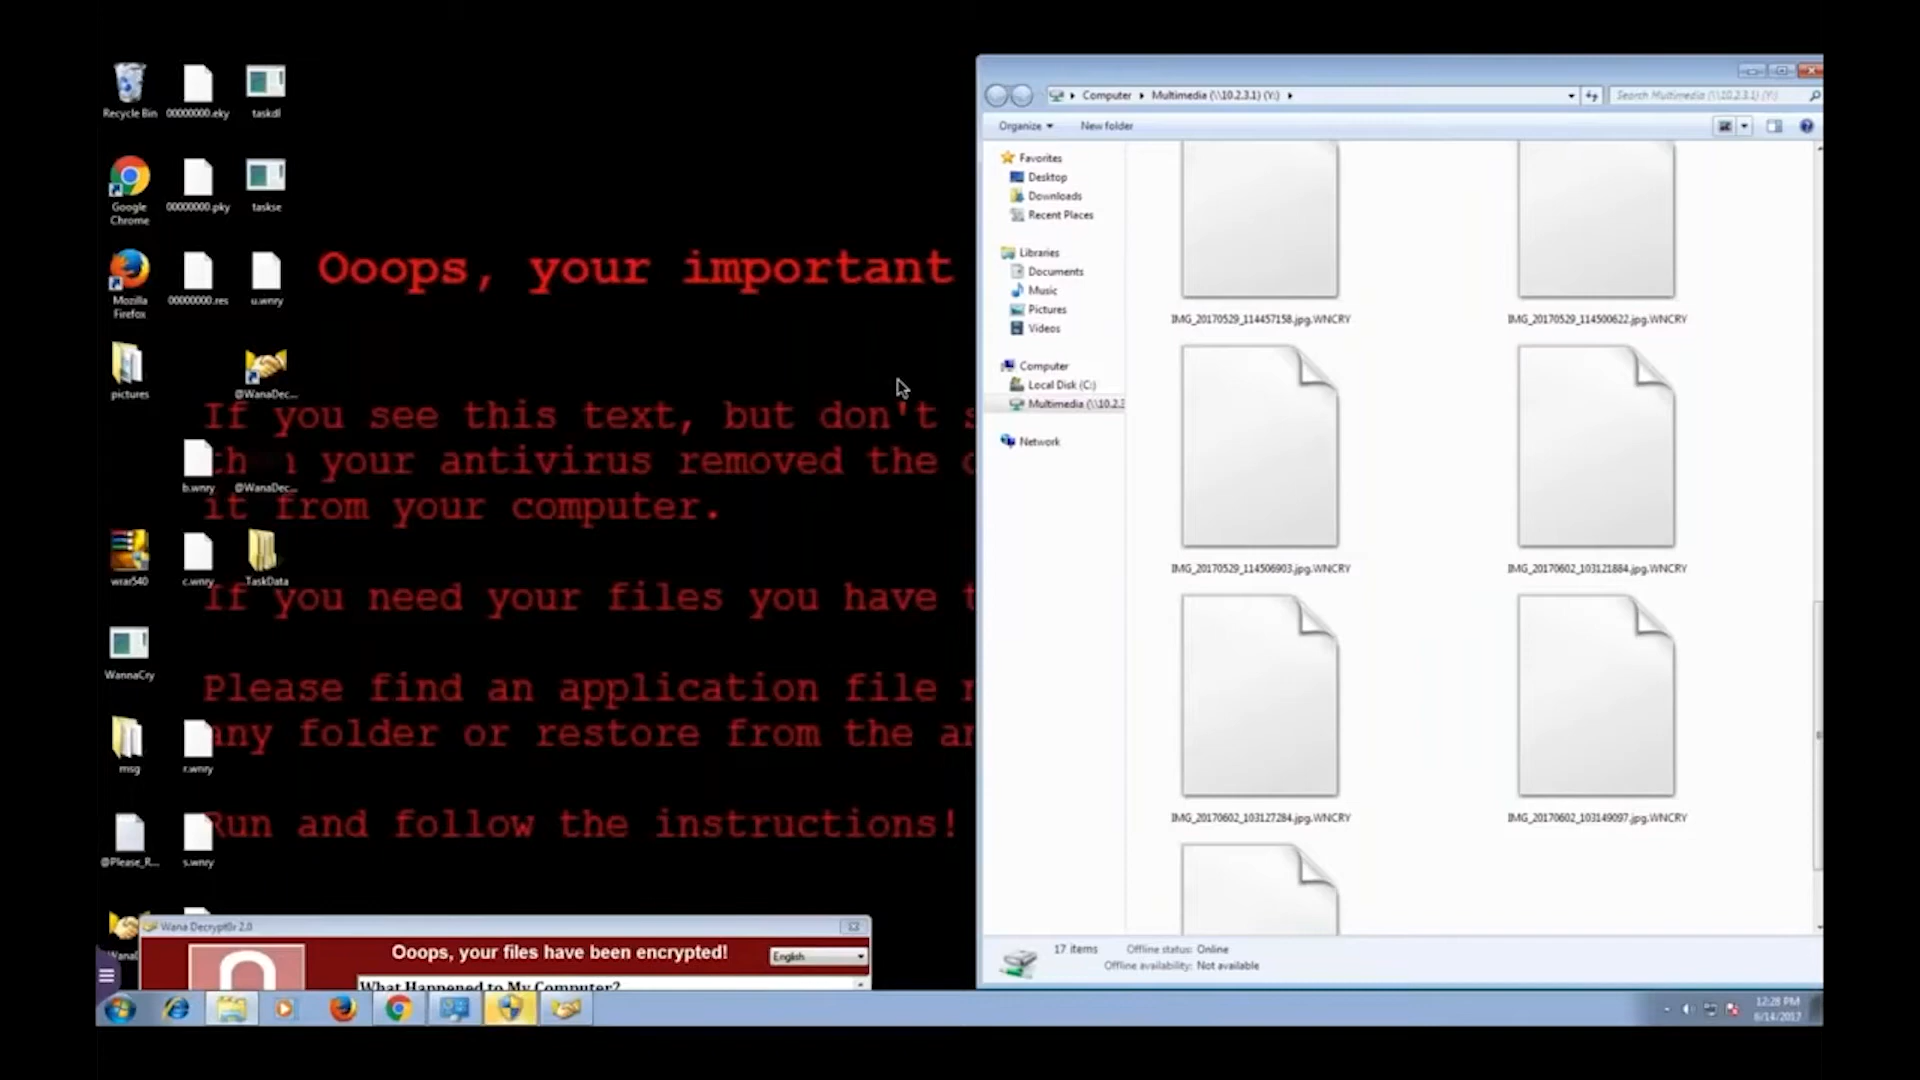 Recycle Bin
00000000.eky
taskdl
Google Chrome
00000000.pky
taskse
Mozilla Firefox
00000000.res
u.wnry
pictures
@WanaDec...
b.wnry
@WanaDec...
wrar540
c.wnry
TaskData
WannaCry
msg
r.wnry
@Please_R...
s.wnry
Ooops, your important
If you see this text, but don't s
your antivirus removed the
it from your computer.
If you need your files you have
Please find an application file
any folder or restore from the
Run and follow the instructions!
Wana Decrypt0r 2.0
Ooops, your files have been encrypted!
English
What Happened to My Computer?
Computer
Multimedia (\\10.2.3.1) (Y:)
Search Multimedia (\\10.2.3.1) (Y:)
Organize
New folder
Favorites
Desktop
Downloads
Recent Places
Libraries
Documents
Music
Pictures
Videos
Computer
Local Disk (C:)
Multimedia (\\10.2.3
Network
IMG_20170529_114457158.jpg.WNCRY
IMG_20170529_114500622.jpg.WNCRY
IMG_20170529_114506903.jpg.WNCRY
IMG_20170602_103121884.jpg.WNCRY
IMG_20170602_103127284.jpg.WNCRY
IMG_20170602_103149097.jpg.WNCRY
17 items
Offline status: Online
Offline availability: Not available
12:28 PM
6/14/2017